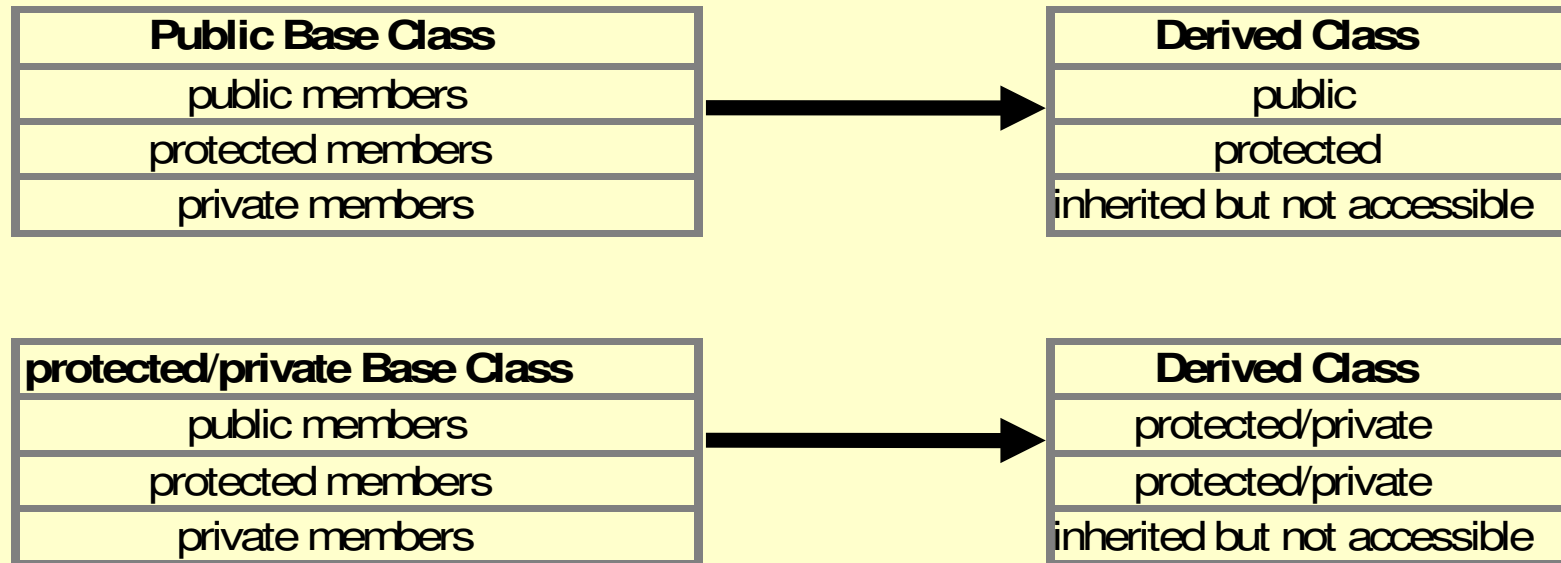 Public Base Class
public members
protected members
private members
Derived Class
public
protected
inherited but not accessible
protected/private Base Class
public members
protected members
private members
Derived Class
protected/private
protected/private
inherited but not accessible